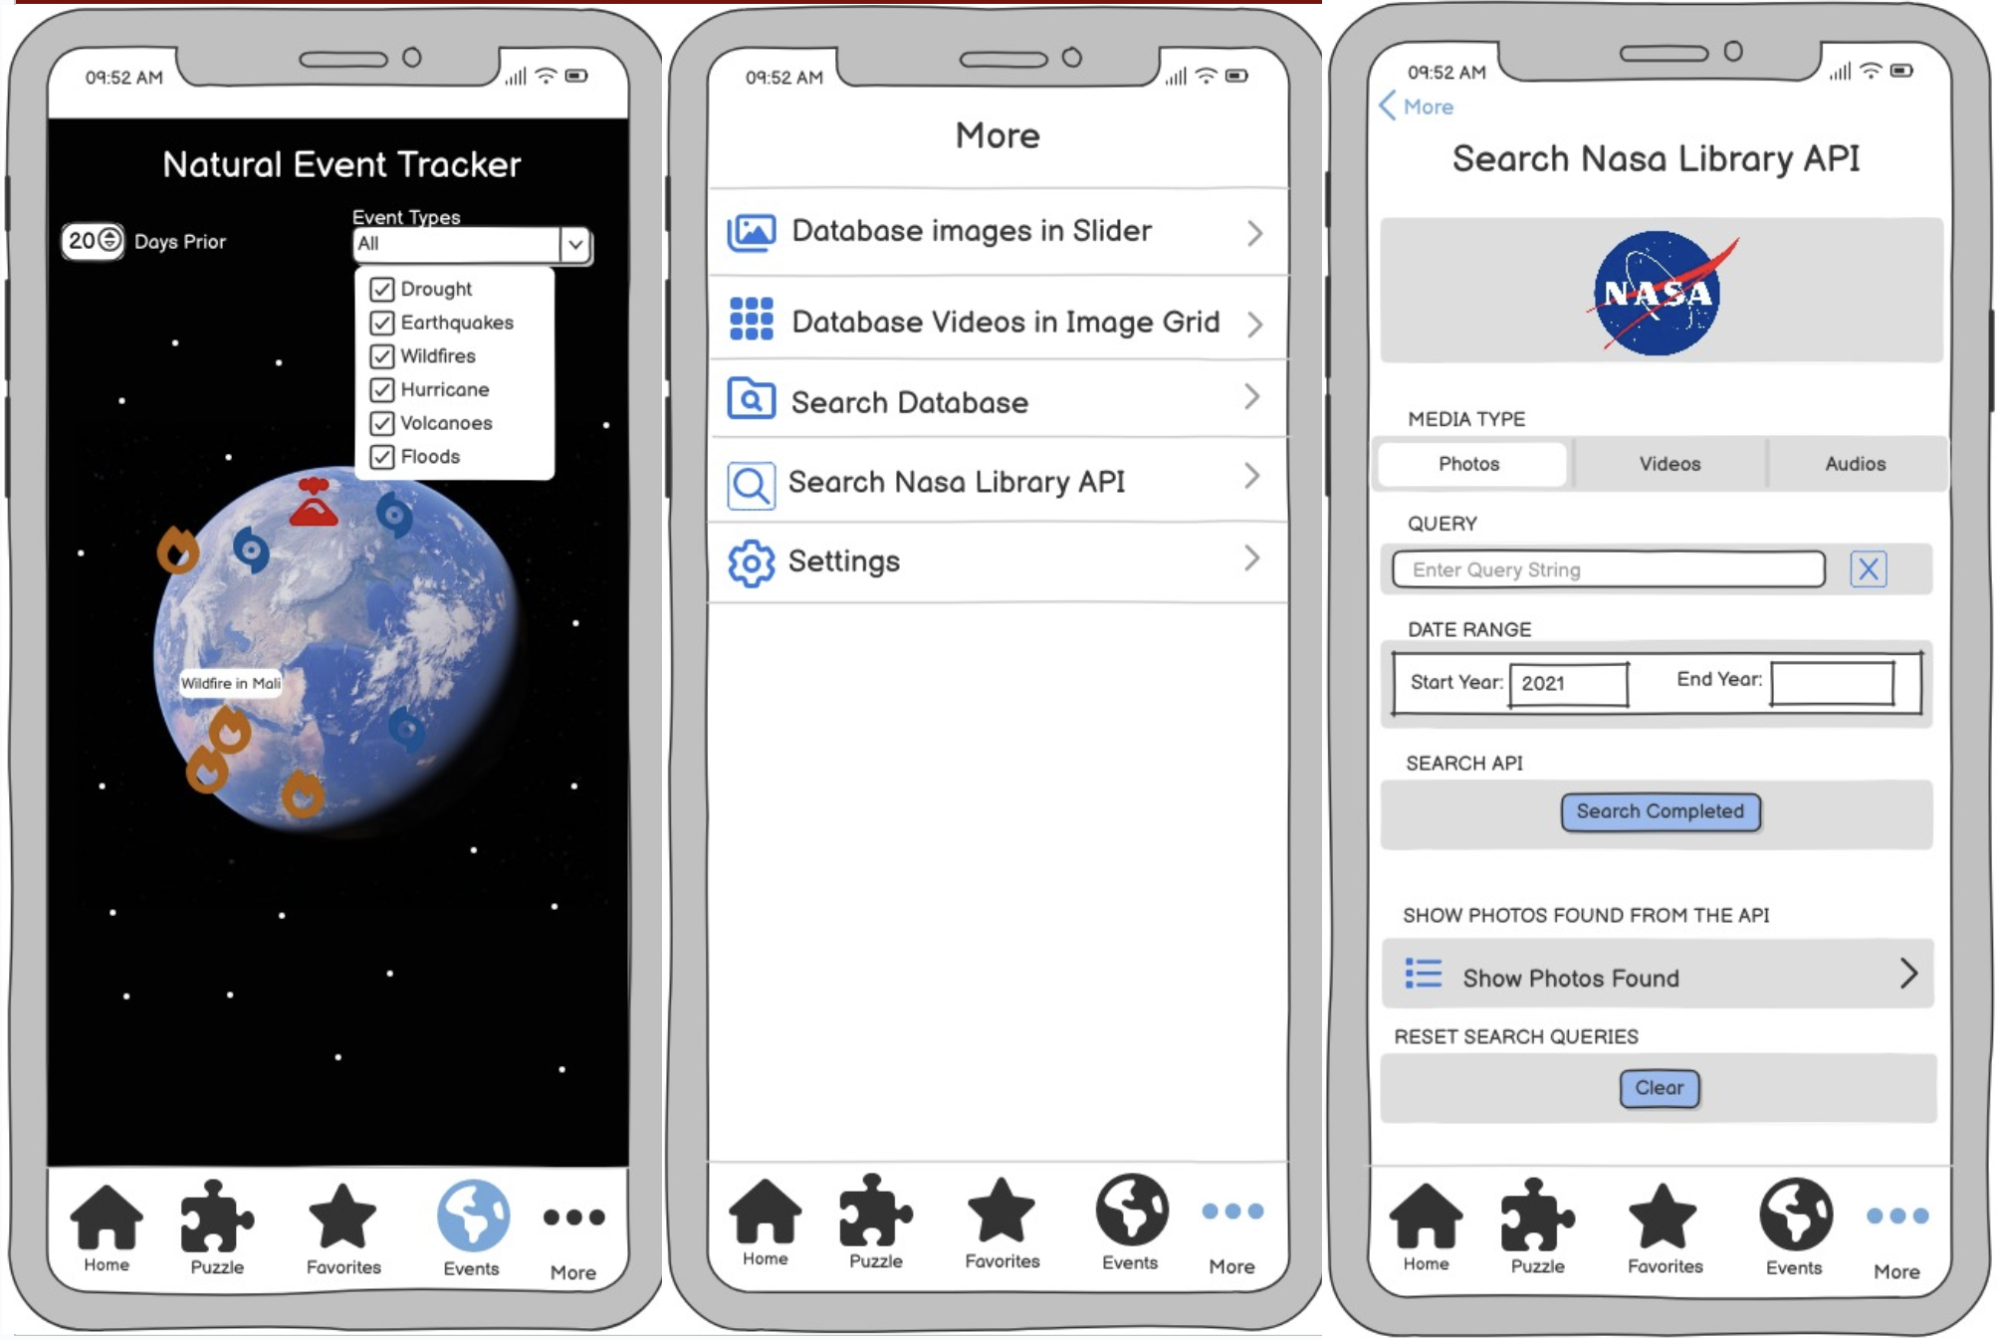 09:52 AM
Natural Event Tracker
20 Days Prior
Event Types
All
Drought
Earthquakes
Wildfires
Hurricane
Volcanoes
Floods
Wildfire in Mali
Home
Puzzle
Favorites
Events
More
09:52 AM
More
Database images in Slider
Database Videos in Image Grid
Search Database
Search Nasa Library API
Settings
Home
Puzzle
Favorites
Events
More
09:52 AM
More
Search Nasa Library API
NASA
MEDIA TYPE
Photos
Videos
Audios
QUERY
Enter Query String
DATE RANGE
Start Year: 2021
End Year:
SEARCH API
Search Completed
SHOW PHOTOS FOUND FROM THE API
Show Photos Found
RESET SEARCH QUERIES
Clear
Home
Puzzle
Favorites
Events
More